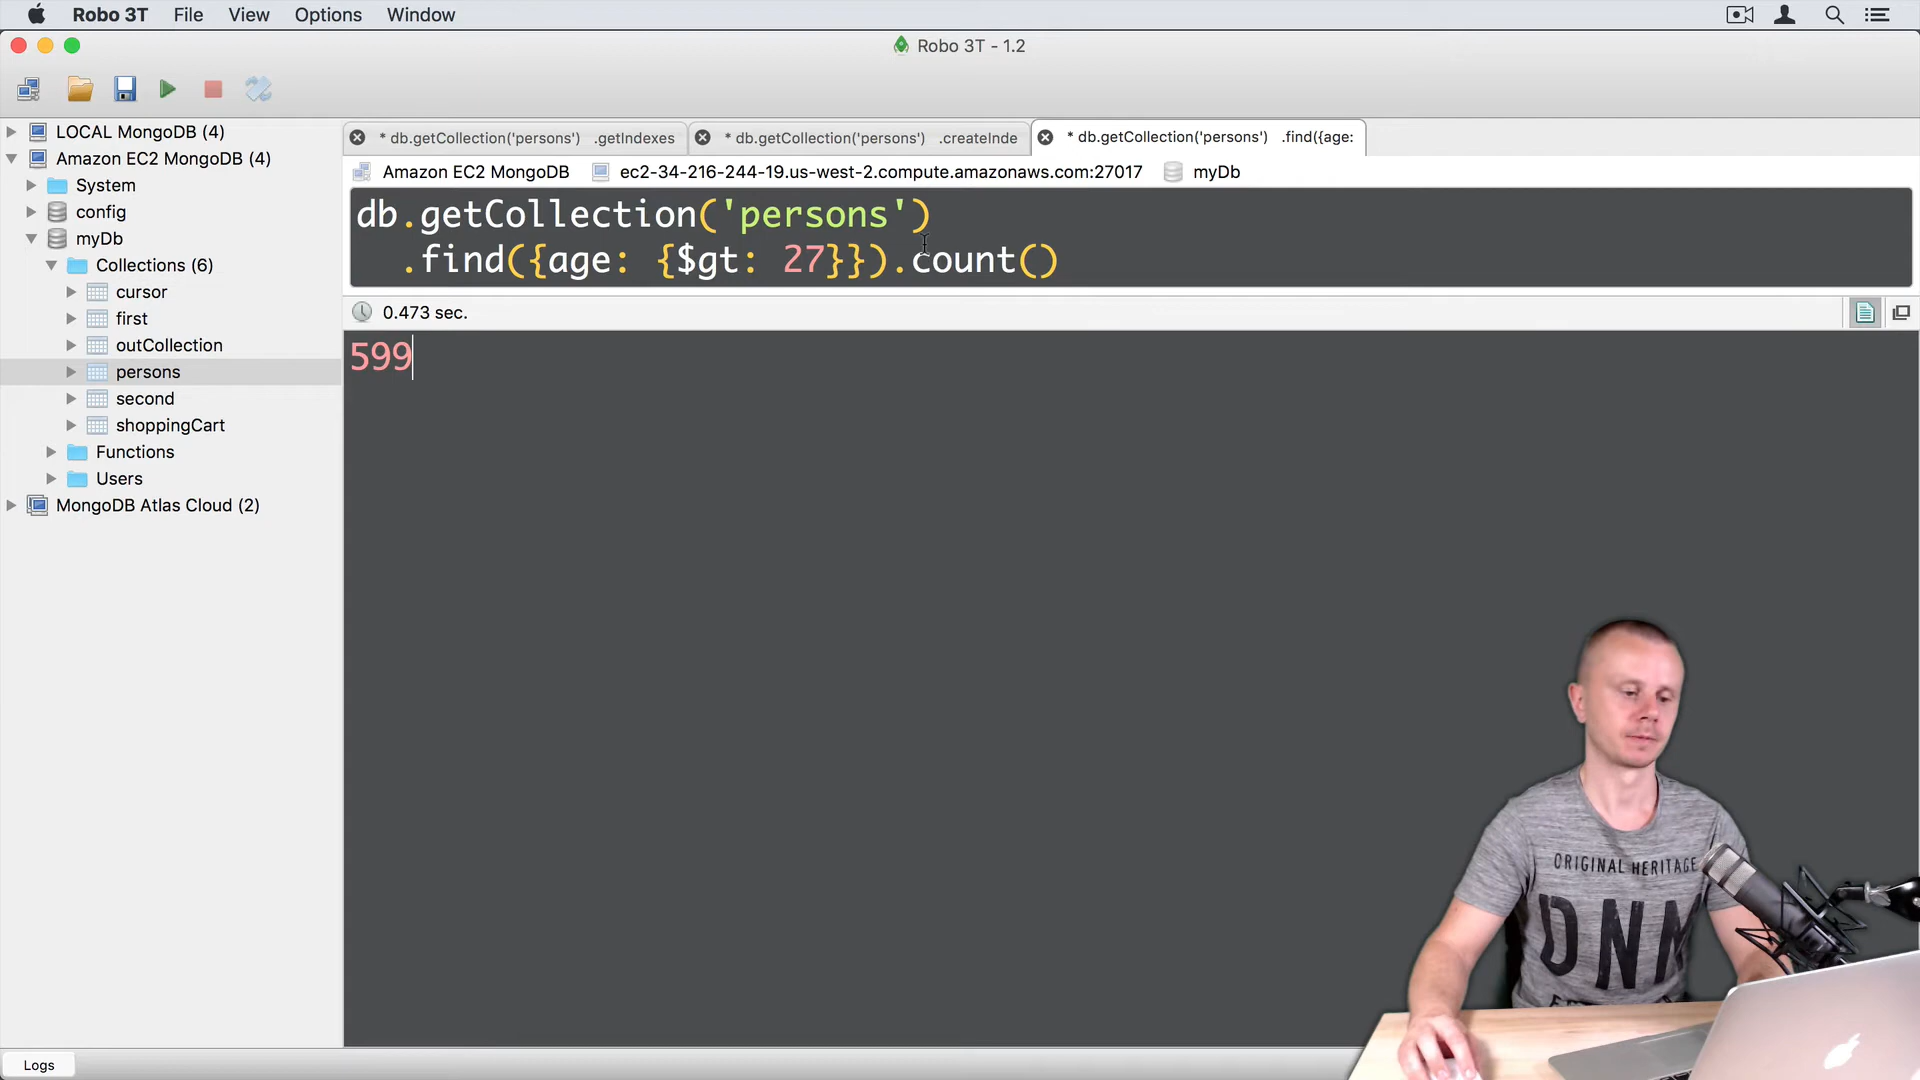 Robo 3T File View Options Window
Robo 3T - 1.2
LOCAL MongoDB (4)
Amazon EC2 MongoDB (4)
System
config
myDb
Collections (6)
cursor
first
outCollection
persons
second
shoppingCart
Functions
Users
MongoDB Atlas Cloud (2)
* db.getCollection('persons') .getIndexes
* db.getCollection('persons') .createInde
* db.getCollection('persons') .find({age:
Amazon EC2 MongoDB ec2-34-216-244-19.us-west-2.compute.amazonaws.com:27017 myDb
db.getCollection('persons')
.find({age: {$gt: 27}}).count()
0.473 sec.
599
ORIGINAL HERITAGE
DNM
Logs